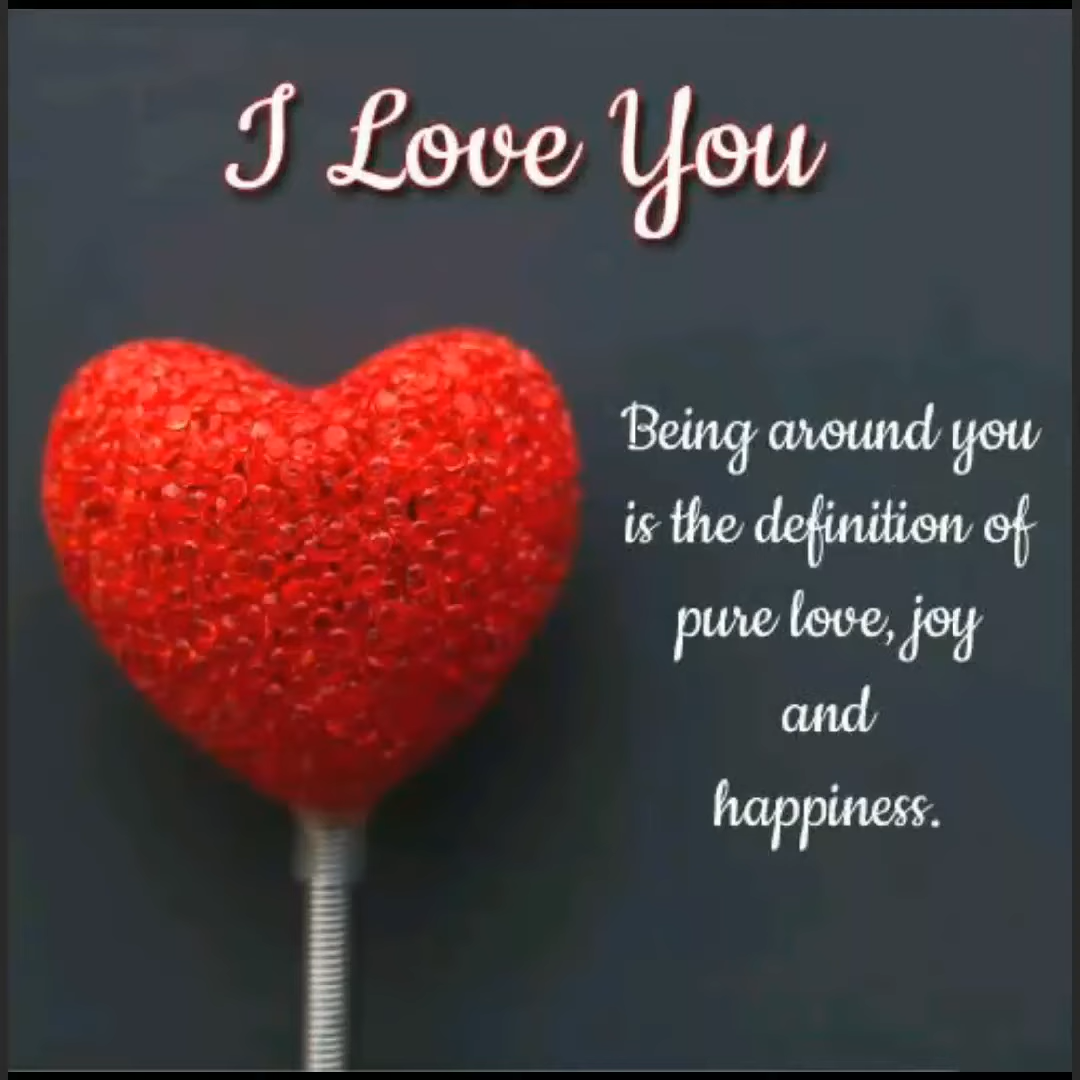 I Love You
Being around you
is the definition of
pure love, joy
and
happiness.